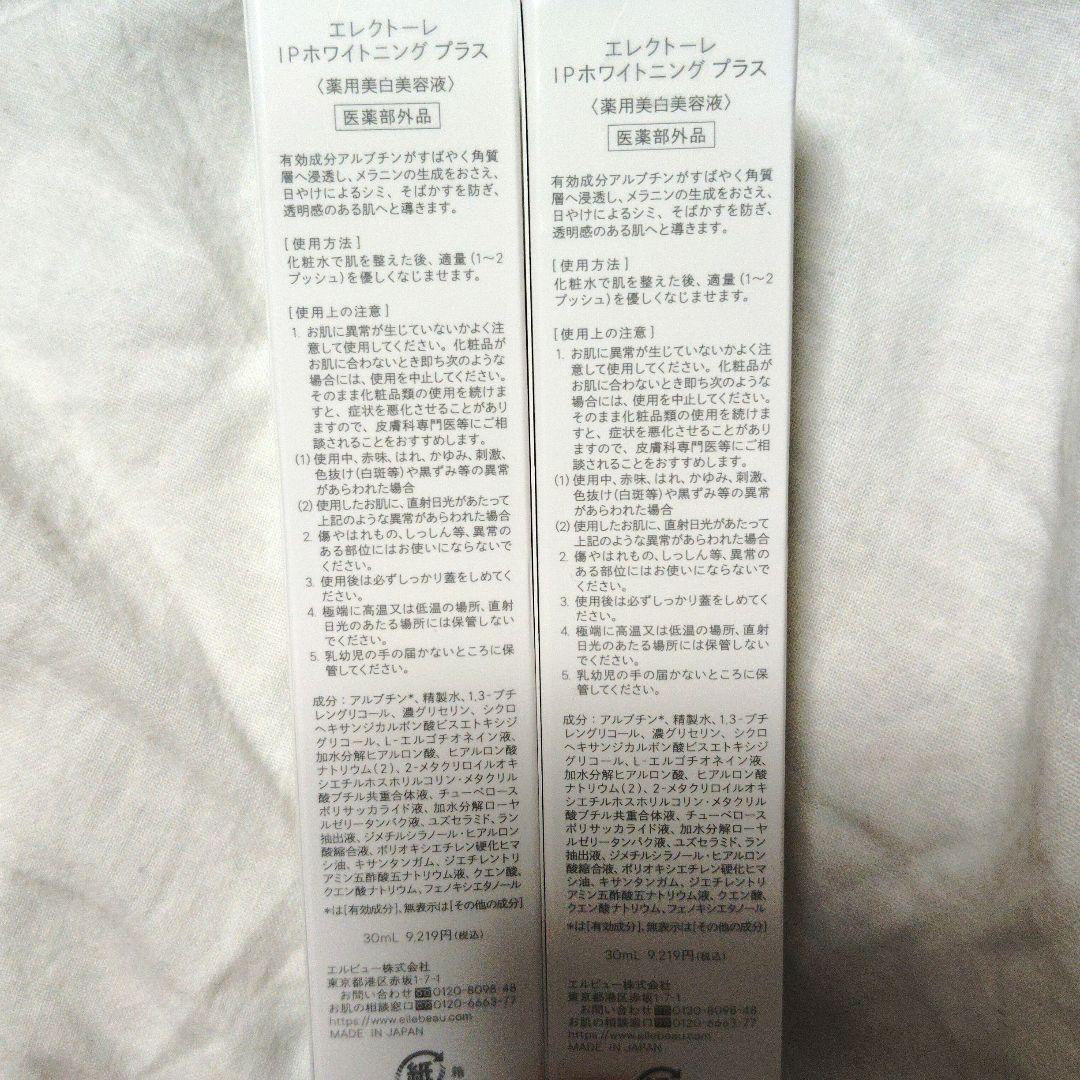 エレクトーレ
IPホワイトニング プラス
〈薬用美白美容液〉
医薬部外品
有効成分アルブチンがすばやく角質
層へ浸透し、メラニンの生成をおさえ、
日やけによるシミ、そばかすを防ぎ、
透明感のある肌へと導きます。
[使用方法]
化粧水で肌を整えた後、適量(1〜2
プッシュ)を優しくなじませます。
[使用上の注意]
1. お肌に異常が生じていないかよく注
意して使用してください。化粧品が
お肌に合わないとき即ち次のような
場合には、使用を中止してください。
そのまま化粧品類の使用を続けま
すと、症状を悪化させることがあり
ますので、皮膚科専門医等にご相
談されることをおすすめします。
(1)使用中、赤味、はれ、かゆみ、刺激、
色抜け(白斑等)や黒ずみ等の異常
があらわれた場合
(2)使用したお肌に、直射日光があたって
上記のような異常があらわれた場合
2. 傷やはれもの、しっしん等、異常の
ある部位にはお使いにならないで
ください。
3. 使用後は必ずしっかり蓋をしめてく
ださい。
4. 極端に高温又は低温の場所、直射
日光のあたる場所には保管しない
でください。
5. 乳幼児の手の届かないところに保
管してください。
成分：アルブチン*、精製水、1,3-ブチ
レングリコール、濃グリセリン、シクロ
ヘキサンジカルボン酸ビスエトキシジ
グリコール、L-エルゴチオネイン液、
加水分解ヒアルロン酸、ヒアルロン酸
ナトリウム(2)、2-メタクリロイルオキ
シエチルホスホリルコリン・メタクリル
酸ブチル共重合体液、チューベロース
ポリサッカライド液、加水分解ローヤ
ルゼリータンパク液、ユズセラミド、ラン
抽出液、ジメチルシラノール・ヒアルロン
酸縮合液、ポリオキシエチレン硬化ヒマ
シ油、キサンタンガム、ジエチレントリ
アミン五酢酸五ナトリウム液、クエン酸、
クエン酸ナトリウム、フェノキシエタノール
*は[有効成分]、無表示は[その他の成分]
30mL 9,219円(税込)
エルビュー株式会社
東京都港区赤坂1-7-1
お問い合わせ 0120-8098-48
お肌の相談窓口 0120-6663-77
https://www.ellebeau.com
MADE IN JAPAN
紙 箱
エレクトーレ
IPホワイトニング プラス
〈薬用美白美容液〉
医薬部外品
有効成分アルブチンがすばやく角質
層へ浸透し、メラニンの生成をおさえ、
日やけによるシミ、そばかすを防ぎ、
透明感のある肌へと導きます。
[使用方法]
化粧水で肌を整えた後、適量(1〜2
プッシュ)を優しくなじませます。
[使用上の注意]
1. お肌に異常が生じていないかよく注
意して使用してください。化粧品が
お肌に合わないとき即ち次のような
場合には、使用を中止してください。
そのまま化粧品類の使用を続けま
すと、症状を悪化させることがあり
ますので、皮膚科専門医等にご相
談されることをおすすめします。
(1)使用中、赤味、はれ、かゆみ、刺激、
色抜け(白斑等)や黒ずみ等の異常
があらわれた場合
(2)使用したお肌に、直射日光があたって
上記のような異常があらわれた場合
2. 傷やはれもの、しっしん等、異常の
ある部位にはお使いにならないで
ください。
3. 使用後は必ずしっかり蓋をしめてく
ださい。
4. 極端に高温又は低温の場所、直射
日光のあたる場所には保管しない
でください。
5. 乳幼児の手の届かないところに保
管してください。
成分：アルブチン*、精製水、1,3-ブチ
レングリコール、濃グリセリン、シクロ
ヘキサンジカルボン酸ビスエトキシジ
グリコール、L-エルゴチオネイン液、
加水分解ヒアルロン酸、ヒアルロン酸
ナトリウム(2)、2-メタクリロイルオキ
シエチルホスホリルコリン・メタクリル
酸ブチル共重合体液、チューベロース
ポリサッカライド液、加水分解ローヤ
ルゼリータンパク液、ユズセラミド、ラン
抽出液、ジメチルシラノール・ヒアルロン
酸縮合液、ポリオキシエチレン硬化ヒマ
シ油、キサンタンガム、ジエチレントリ
アミン五酢酸五ナトリウム液、クエン酸、
クエン酸ナトリウム、フェノキシエタノール
*は[有効成分]、無表示は[その他の成分]
30mL 9,219円(税込)
エルビュー株式会社
東京都港区赤坂1-7-1
お問い合わせ 0120-8098-48
お肌の相談窓口 0120-6663-77
https://www.ellebeau.com
MADE IN JAPAN